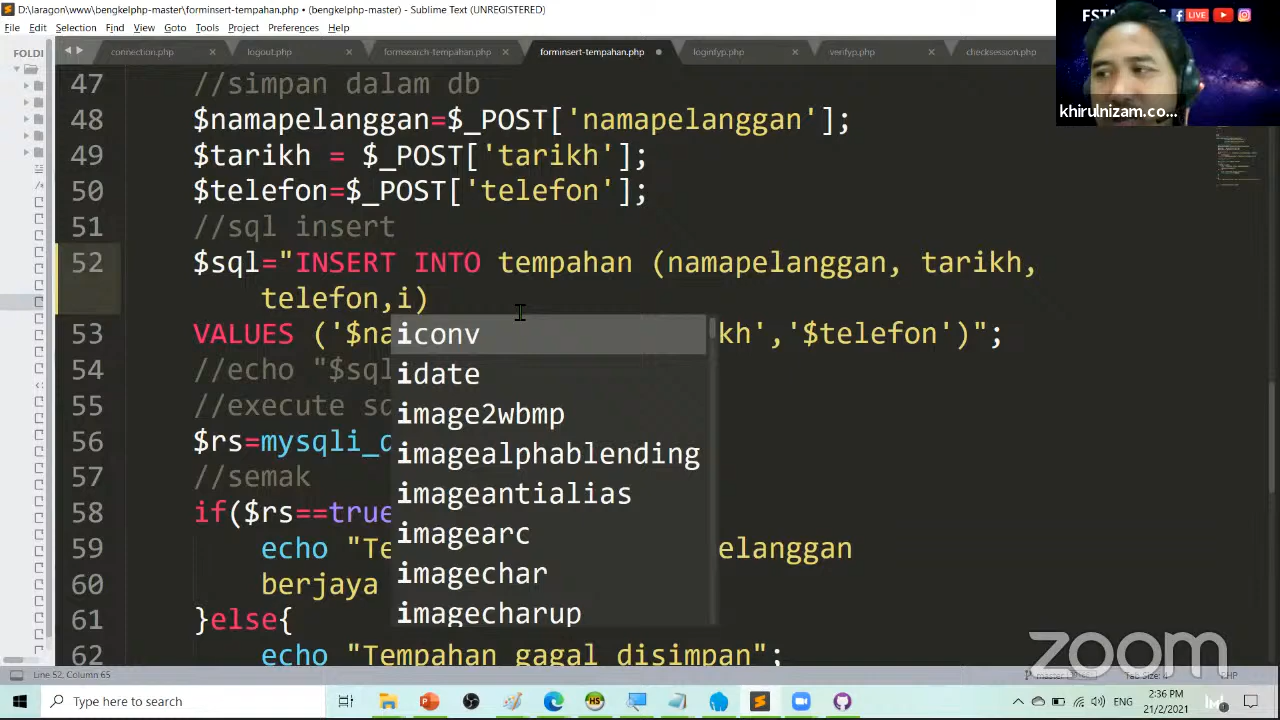 D:\laragon\www\bengkelphp-master\forminsert-tempahan.php • (bengkelphp-master) - Sublime Text (UNREGISTERED)
File Edit Selection Find View Goto Tools Project Preferences Help
FOLDI
connection.php × logout.php × formsearch-tempahan.php × forminsert-tempahan.php loginfyp.php × verifyp.php × checksession.php
FSTM
LIVE
khirulnizam.co...
47 //simpan dalam db
48 $namapelanggan=$_POST['namapelanggan'];
49 $tarikh = $_POST['tarikh'];
50 $telefon=$_POST['telefon'];
51 //sql insert
52 $sql="INSERT INTO tempahan (namapelanggan, tarikh,
telefon,i)
53 VALUES ('$na kh','$telefon')";
54 //echo "$sql
55 //execute sq
56 $rs=mysqli_q
57 //semak
58 if($rs==true
59 echo "Te elanggan
60 berjaya
61 }else{
62 echo "Tempahan gagal disimpan";
iconv
idate
image2wbmp
imagealphablending
imageantialias
imagearc
imagechar
imagecharup
zoom
Line 52, Column 65
Type here to search
2:36 PM
21/2/2021